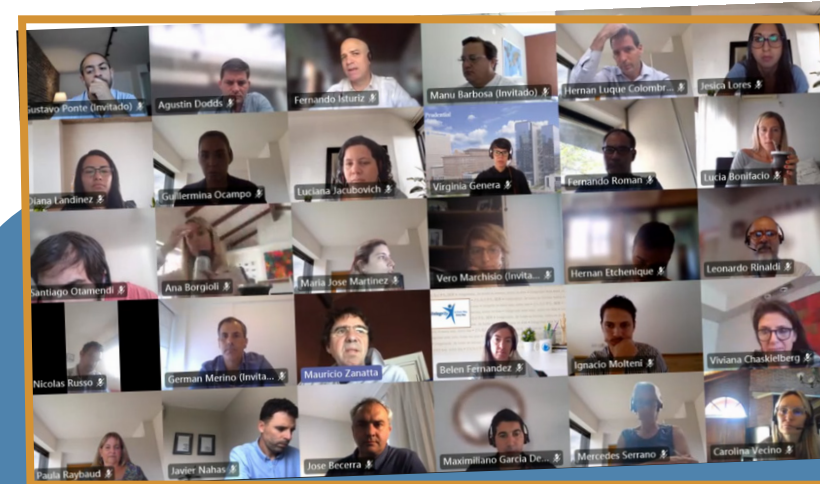 Gustavo Ponte (Invitado)
Agustin Dodds
Fernando Isturiz
Manu Barbosa (Invitado)
Hernan Luque Colombr...
Jesica Lores
Diana Landinez
Guillermina Ocampo
Luciana Jacubovich
Prudential
Virginia Genera
Fernando Roman
Lucia Bonifacio
Santiago Otamendi
Ana Borgioli
Maria Jose Martinez
Vero Marchisio (Invita...
Hernan Etchenique
Leonardo Rinaldi
Nicolas Russo
German Merino (Invita...
Mauricio Zanatta
Belen Fernandez
Ignacio Molteni
Viviana Chaskielberg
Paula Raybaud
Javier Nahas
Jose Becerra
Maximiliano Garcia De...
Mercedes Serrano
Carolina Vecino